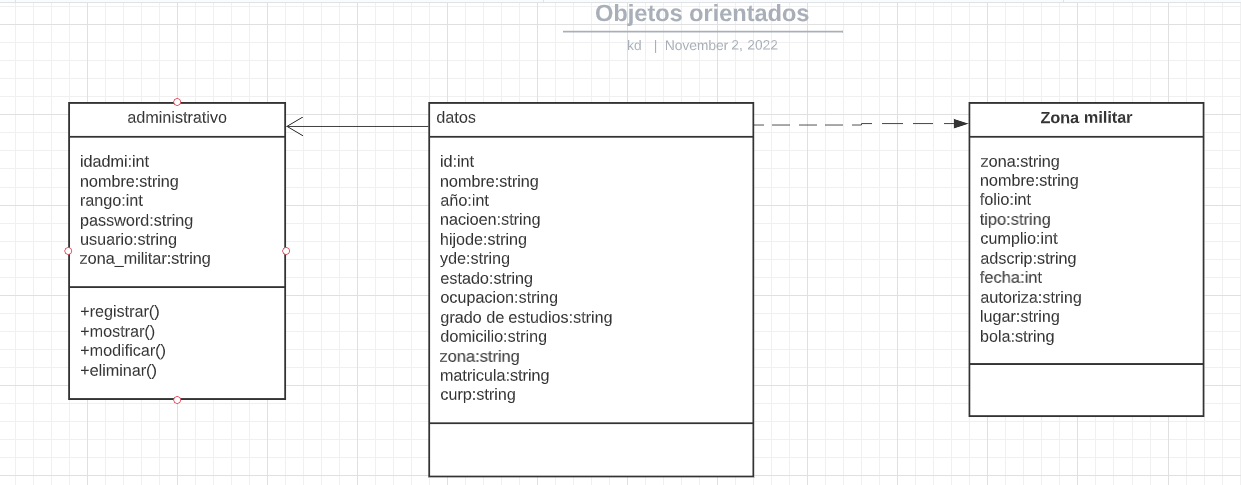 Objetos orientados
kd | November 2, 2022
administrativo
idadmi:int
nombre:string
rango:int
password:string
usuario:string
zona_militar:string
+registrar()
+mostrar()
+modificar()
+eliminar()
datos
id:int
nombre:string
año:int
nacioen:string
hijode:string
yde:string
estado:string
ocupacion:string
grado de estudios:string
domicilio:string
zona:string
matricula:string
curp:string
Zona militar
zona:string
nombre:string
folio:int
tipo:string
cumplio:int
adscrip:string
fecha:int
autoriza:string
lugar:string
bola:string